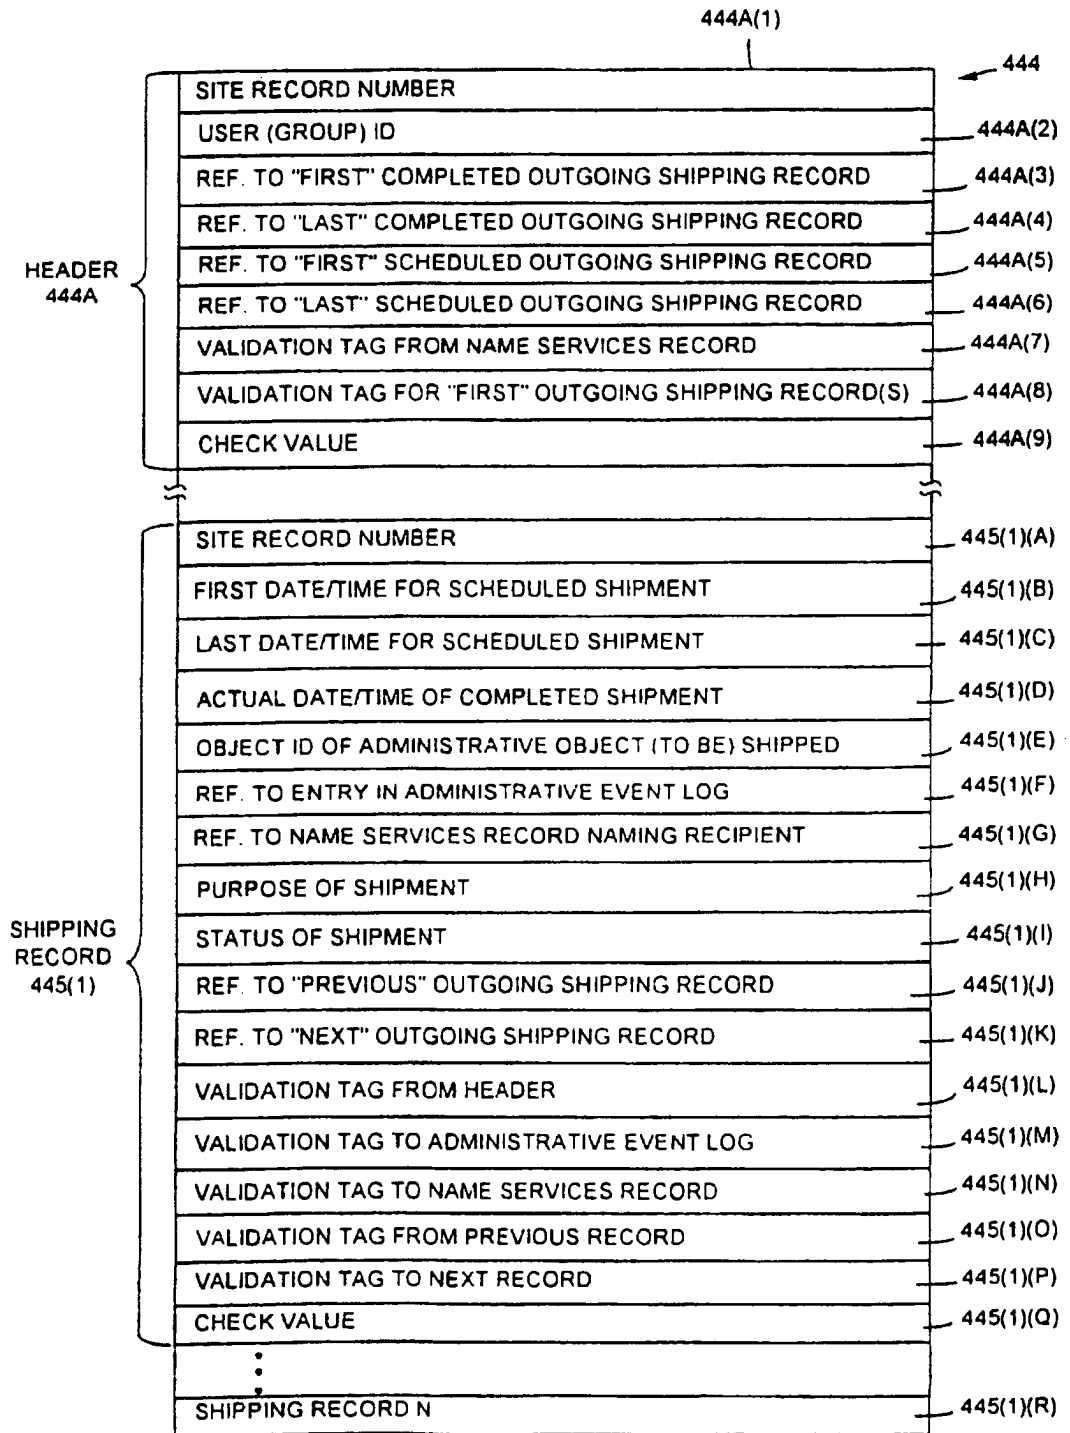 444A(1)
444
SITE RECORD NUMBER
USER (GROUP) ID 444A(2)
REF. TO "FIRST" COMPLETED OUTGOING SHIPPING RECORD 444A(3)
REF. TO "LAST" COMPLETED OUTGOING SHIPPING RECORD 444A(4)
REF. TO "FIRST" SCHEDULED OUTGOING SHIPPING RECORD 444A(5)
REF. TO "LAST" SCHEDULED OUTGOING SHIPPING RECORD 444A(6)
HEADER
444A
VALIDATION TAG FROM NAME SERVICES RECORD 444A(7)
VALIDATION TAG FOR "FIRST" OUTGOING SHIPPING RECORD(S) 444A(8)
CHECK VALUE 444A(9)
SITE RECORD NUMBER 445(1)(A)
FIRST DATE/TIME FOR SCHEDULED SHIPMENT 445(1)(B)
LAST DATE/TIME FOR SCHEDULED SHIPMENT 445(1)(C)
ACTUAL DATE/TIME OF COMPLETED SHIPMENT 445(1)(D)
OBJECT ID OF ADMINISTRATIVE OBJECT (TO BE) SHIPPED 445(1)(E)
REF. TO ENTRY IN ADMINISTRATIVE EVENT LOG 445(1)(F)
REF. TO NAME SERVICES RECORD NAMING RECIPIENT 445(1)(G)
PURPOSE OF SHIPMENT 445(1)(H)
STATUS OF SHIPMENT 445(1)(I)
SHIPPING
RECORD
445(1)
REF. TO "PREVIOUS" OUTGOING SHIPPING RECORD 445(1)(J)
REF. TO "NEXT" OUTGOING SHIPPING RECORD 445(1)(K)
VALIDATION TAG FROM HEADER 445(1)(L)
VALIDATION TAG TO ADMINISTRATIVE EVENT LOG 445(1)(M)
VALIDATION TAG TO NAME SERVICES RECORD 445(1)(N)
VALIDATION TAG FROM PREVIOUS RECORD 445(1)(O)
VALIDATION TAG TO NEXT RECORD 445(1)(P)
CHECK VALUE 445(1)(Q)
SHIPPING RECORD N 445(1)(R)